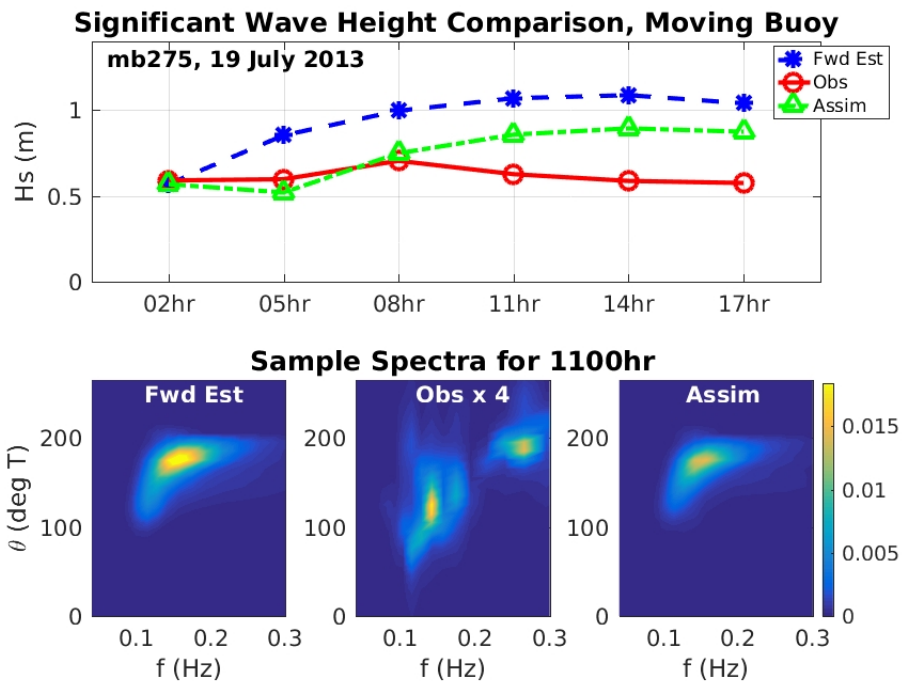 Significant Wave Height Comparison, Moving Buoy
mb275, 19 July 2013
Fwd Est
Obs
Assim
Hs (m)
1
0.5
0
02hr 05hr 08hr 11hr 14hr 17hr
Sample Spectra for 1100hr
Fwd Est Obs x 4 Assim
θ (deg T)
200 200 200
100 100 100
0 0 0
0.015
0.01
0.005
0
0.1 0.2 0.3 0.1 0.2 0.3 0.1 0.2 0.3
f (Hz) f (Hz) f (Hz)